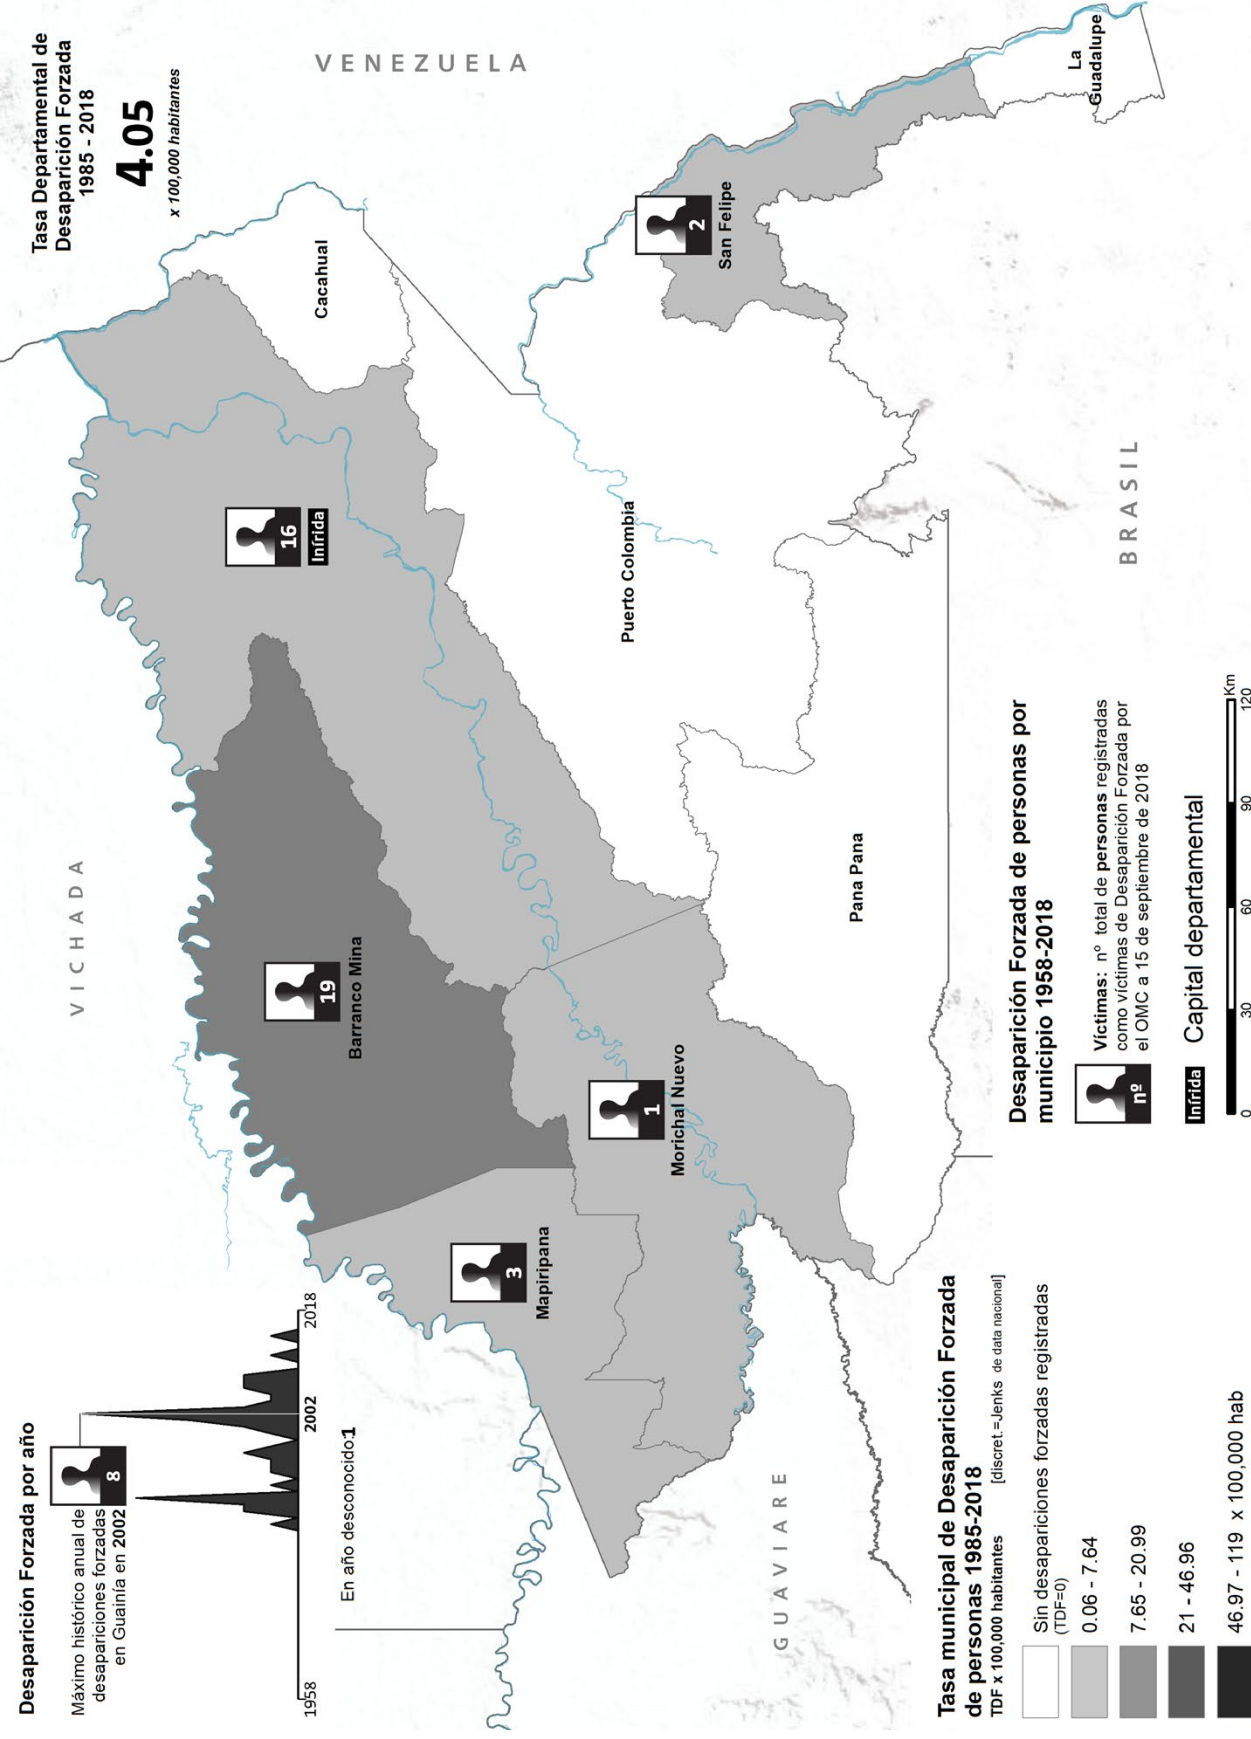 Desaparición Forzada por año
Máximo histórico anual de
desapariciones forzadas
en Guainía en 2002
8
1958
2002
2018
En año desconocido:1
VICHADA
VENEZUELA
Tasa Departamental de
Desaparición Forzada
1985 - 2018
4.05
x 100,000 habitantes
16
Inírida
Cacahual
19
Barranco Mina
3
Mapiripana
1
Morichal Nuevo
Puerto Colombia
2
San Felipe
La
Guadalupe
Pana Pana
GUAVIARE
BRASIL
Tasa municipal de Desaparición Forzada
de personas 1985-2018
TDF x 100,000 habitantes [discret.=Jenks de data nacional]
Sin desapariciones forzadas registradas
(TDF=0)
0.06 - 7.64
7.65 - 20.99
21 - 46.96
46.97 - 119 x 100,000 hab
Desaparición Forzada de personas por
municipio 1958-2018
nº
Víctimas: nº total de personas registradas
como víctimas de Desaparición Forzada por
el OMC a 15 de septiembre de 2018
Inírida Capital departamental
0 30 60 90 120 Km